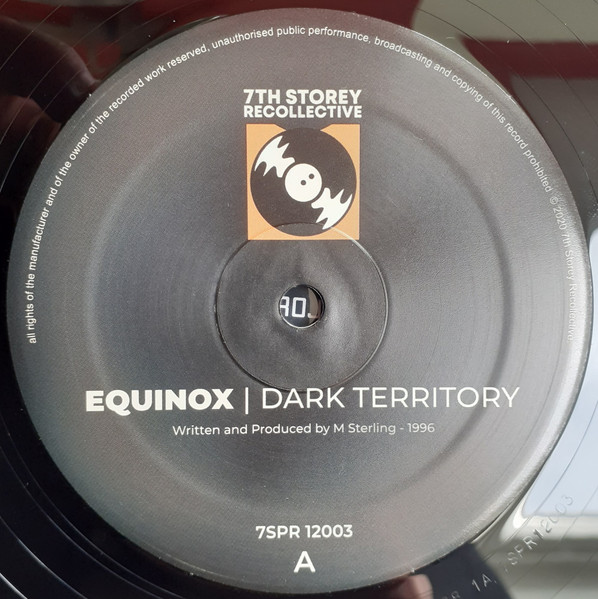 all rights of the manufacturer and of the owner of the recorded work reserved, unauthorised public performance, broadcasting and copying of this record prohibited © 2020 7th Storey Recollective
7TH STOREY
RECOLLECTIVE
EQUINOX | DARK TERRITORY
Written and Produced by M Sterling - 1996
7SPR 12003
A